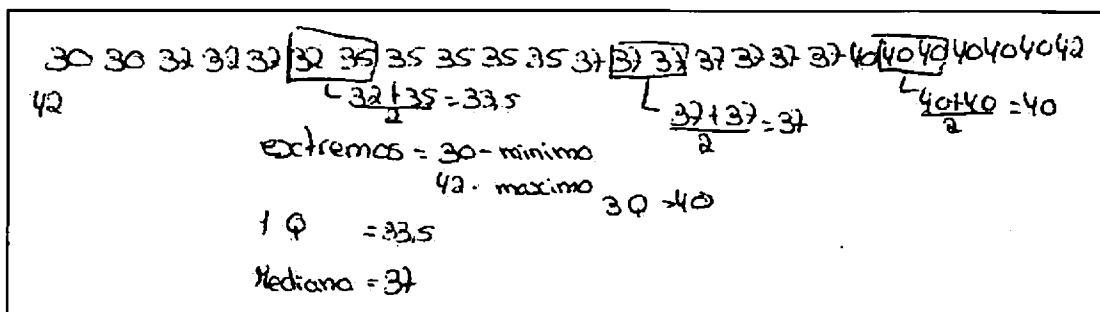 30 30 32 32 32 32 35 35 35 35 35 37 37 37 37 37 37 37 40 40 40 40 40 40 42
42
32+35/2 = 33,5
37+37/2 = 37
40+40/2 = 40
extremos = 30 - minimo
42 - maximo
3 Q = 40
1 Q = 33,5
Mediana = 37